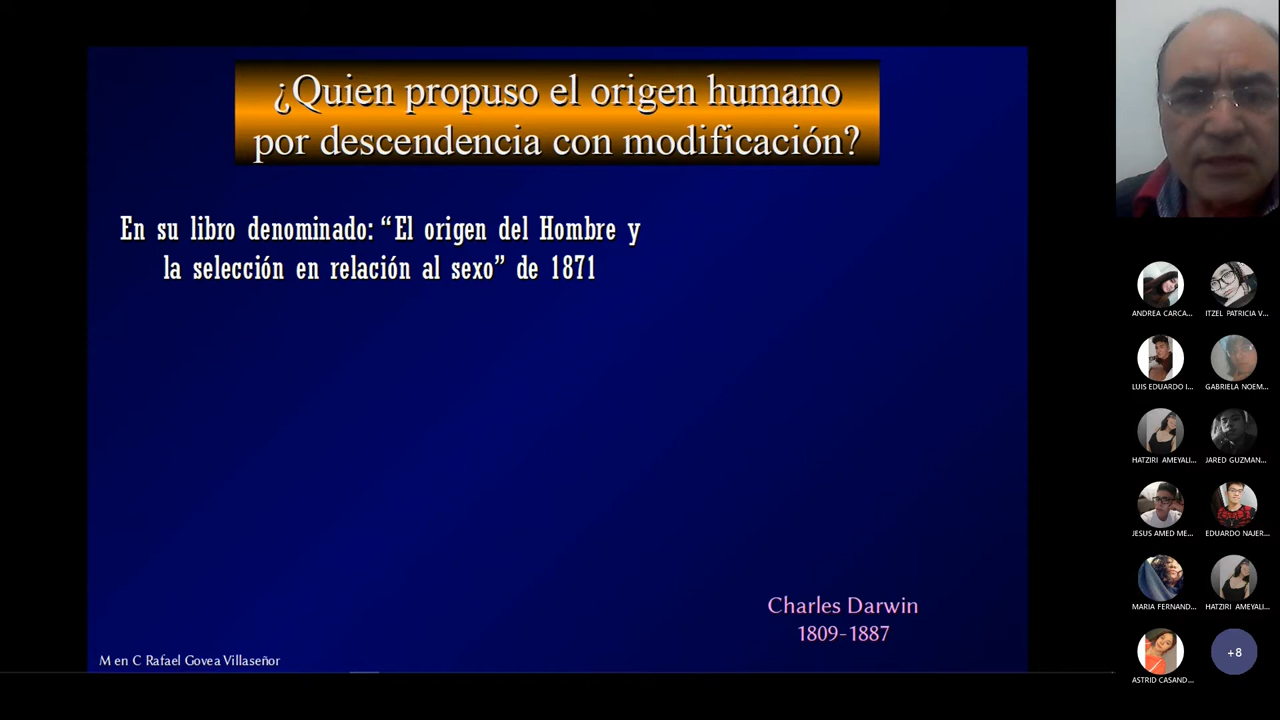 ¿Quien propuso el origen humano
por descendencia con modificación?
En su libro denominado: “El origen del Hombre y
la selección en relación al sexo” de 1871
Charles Darwin
1809-1887
M en C Rafael Govea Villaseñor
ANDREA CARCA...
ITZEL PATRICIA V...
LUIS EDUARDO I...
GABRIELA NOEM...
HATZIRI AMEYALI...
JARED GUZMAN...
JESUS AMED ME...
EDUARDO NAJER...
MARIA FERNAND...
HATZIRI AMEYALI...
ASTRID CASAND...
+8